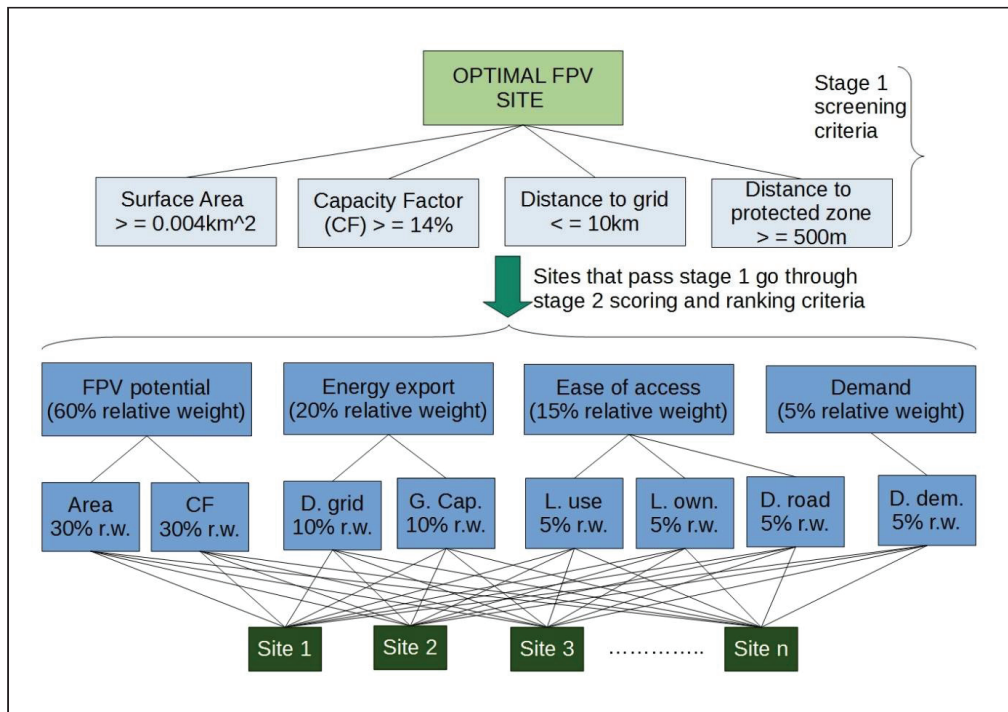 OPTIMAL FPV
SITE
Stage 1
screening
criteria
Surface Area
> = 0.004km^2
Capacity Factor
(CF) > = 14%
Distance to grid
< = 10km
Distance to
protected zone
> = 500m
Sites that pass stage 1 go through
stage 2 scoring and ranking criteria
FPV potential
(60% relative weight)
Energy export
(20% relative weight)
Ease of access
(15% relative weight)
Demand
(5% relative weight)
Area
30% r.w.
CF
30% r.w.
D. grid
10% r.w.
G. Cap.
10% r.w.
L. use
5% r.w.
L. own.
5% r.w.
D. road
5% r.w.
D. dem.
5% r.w.
Site 1
Site 2
Site 3
…………..
Site n